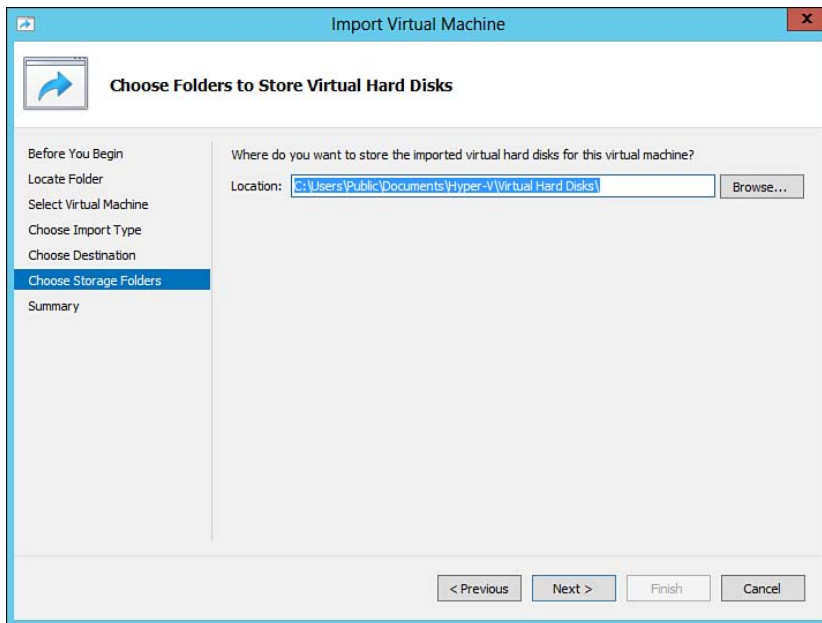 Import Virtual Machine
x
Choose Folders to Store Virtual Hard Disks
Before You Begin
Locate Folder
Select Virtual Machine
Choose Import Type
Choose Destination
Choose Storage Folders
Summary
Where do you want to store the imported virtual hard disks for this virtual machine?
Location: C:\Users\Public\Documents\Hyper-V\Virtual Hard Disks\ Browse...
< Previous Next > Finish Cancel